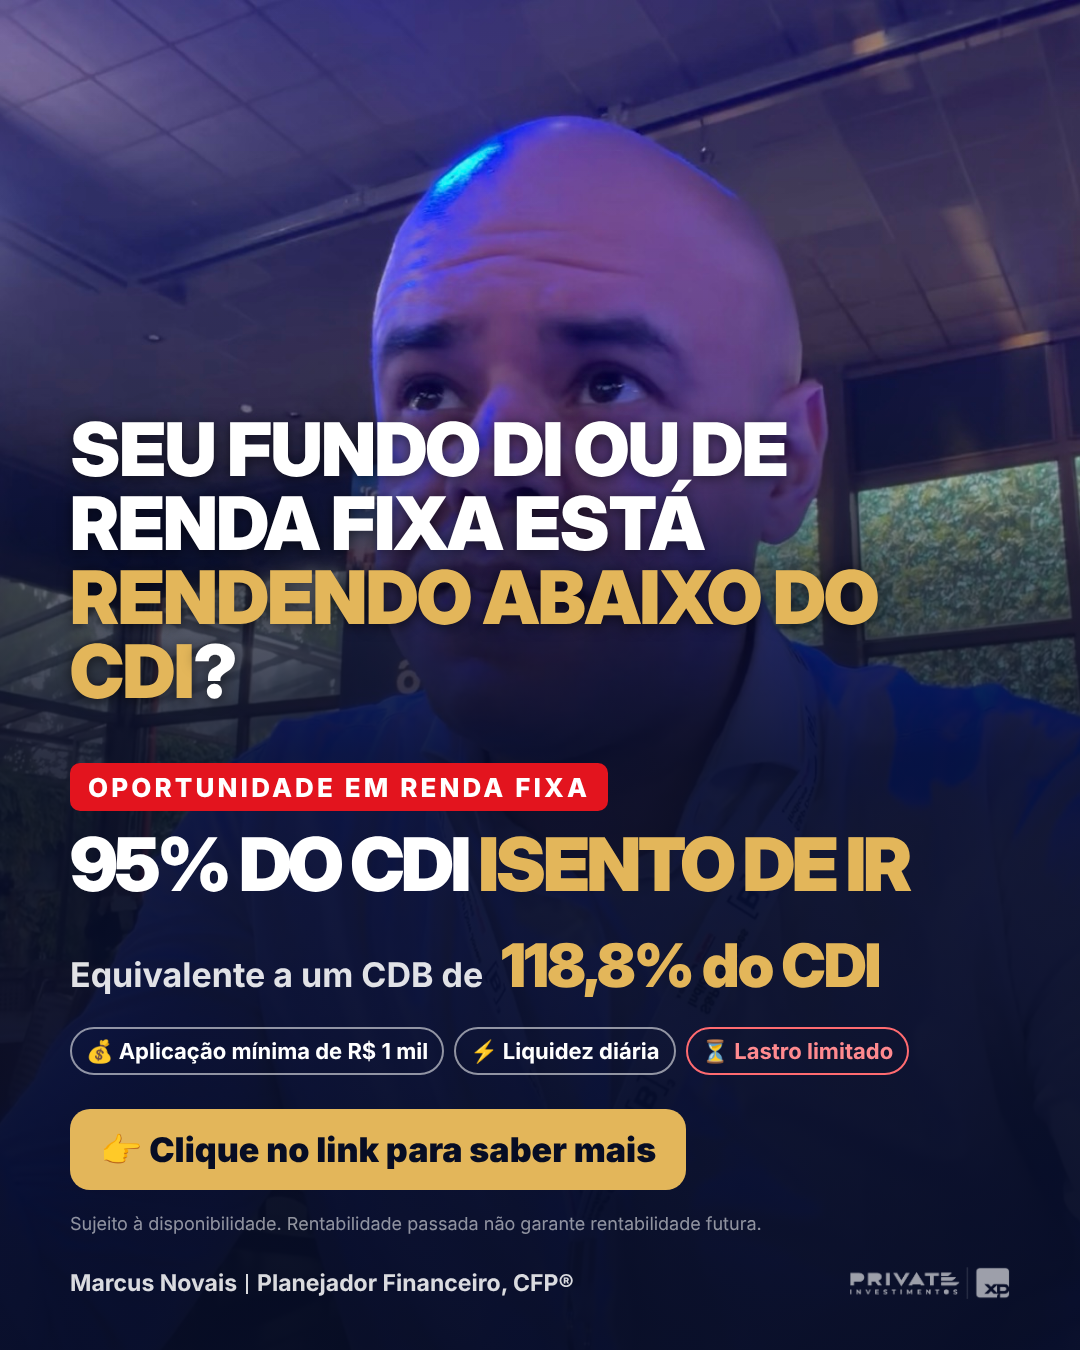 SEU FUNDO DI OU DE
RENDA FIXA ESTÁ
RENDENDO ABAIXO DO
CDI?
OPORTUNIDADE EM RENDA FIXA
95% DO CDI ISENTO DE IR
Equivalente a um CDB de 118,8% do CDI
💰 Aplicação mínima de R$ 1 mil ⚡ Liquidez diária ⏳ Lastro limitado
👉 Clique no link para saber mais
Sujeito à disponibilidade. Rentabilidade passada não garante rentabilidade futura.
Marcus Novais | Planejador Financeiro, CFP®
PRIVATE
INVESTIMENTOS
XP